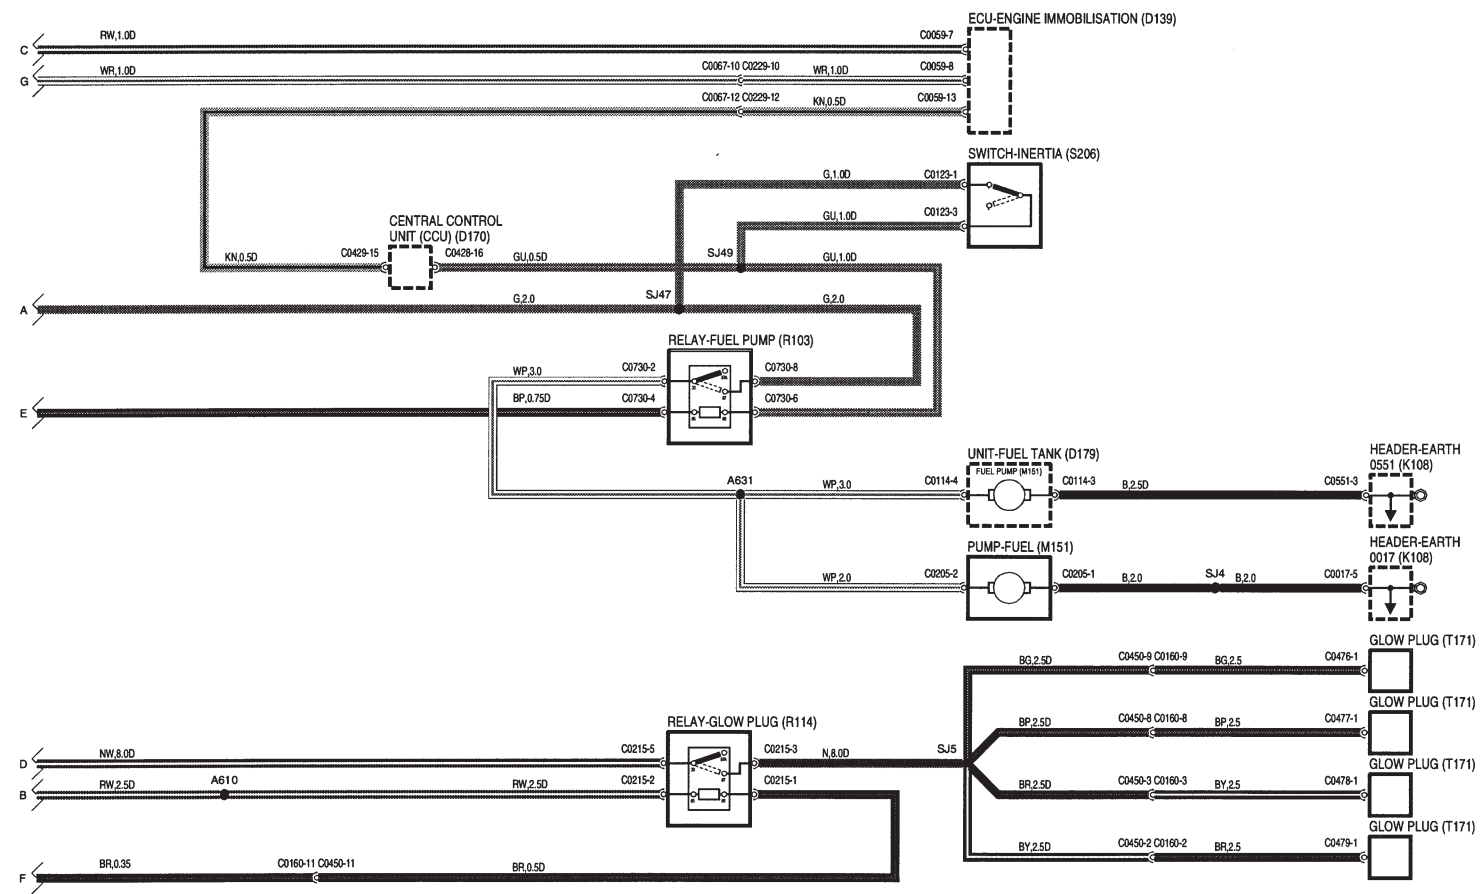 ECU-ENGINE IMMOBILISATION (D139)
RW,1.0D
C0059-7
C
WR,1.0D
C0067-10 C0229-10
WR,1.0D
C0059-8
G
C0067-12 C0229-12
KN,0.5D
C0059-13
SWITCH-INERTIA (S206)
G,1.0D
C0123-1
GU,1.0D
C0123-3
CENTRAL CONTROL
UNIT (CCU) (D170)
KN,0.5D
C0429-15
C0428-16
GU,0.5D
SJ49
GU,1.0D
A
G,2.0
SJ47
G,2.0
RELAY-FUEL PUMP (R103)
WP,3.0
C0730-2
C0730-8
E
BP,0.75D
C0730-4
C0730-6
UNIT-FUEL TANK (D179)
HEADER-EARTH
0551 (K108)
FUEL PUMP (M151)
A631
WP,3.0
C0114-4
C0114-3
B,2.5D
C0551-3
PUMP-FUEL (M151)
HEADER-EARTH
0017 (K108)
WP,2.0
C0205-2
C0205-1
B,2.0
SJ4
B,2.0
C0017-5
GLOW PLUG (T171)
BG,2.5D
C0450-9 C0160-9
BG,2.5
C0476-1
GLOW PLUG (T171)
RELAY-GLOW PLUG (R114)
BP,2.5D
C0450-8 C0160-8
BP,2.5
C0477-1
D
NW,8.0D
C0215-5
C0215-3
N,8.0D
SJ5
GLOW PLUG (T171)
B
RW,2.5D
A610
RW,2.5D
C0215-2
C0215-1
BR,2.5D
C0450-3 C0160-3
BY,2.5
C0478-1
GLOW PLUG (T171)
BY,2.5D
C0450-2 C0160-2
BR,2.5
C0479-1
F
BR,0.35
C0160-11 C0450-11
BR,0.5D